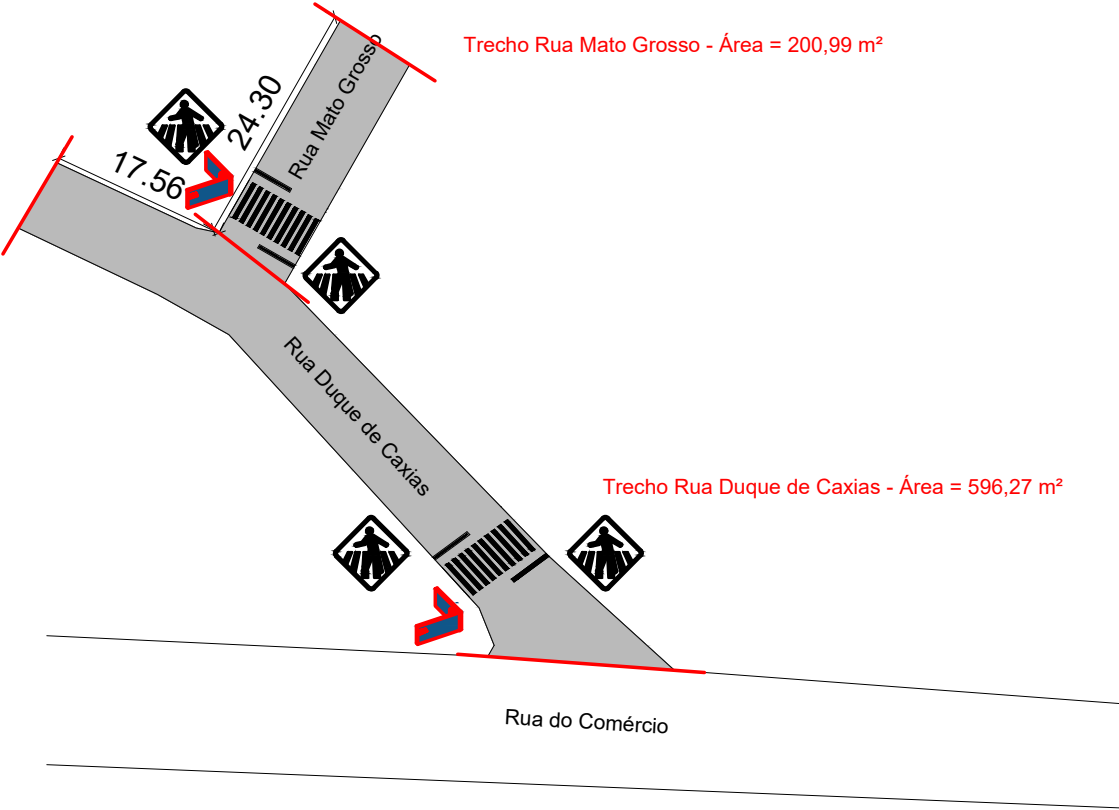 Trecho Rua Mato Grosso - Área = 200,99 m²
Rua Mato Grosso
24.30
17.56
Rua Duque de Caxias
Trecho Rua Duque de Caxias - Área = 596,27 m²
Rua do Comércio